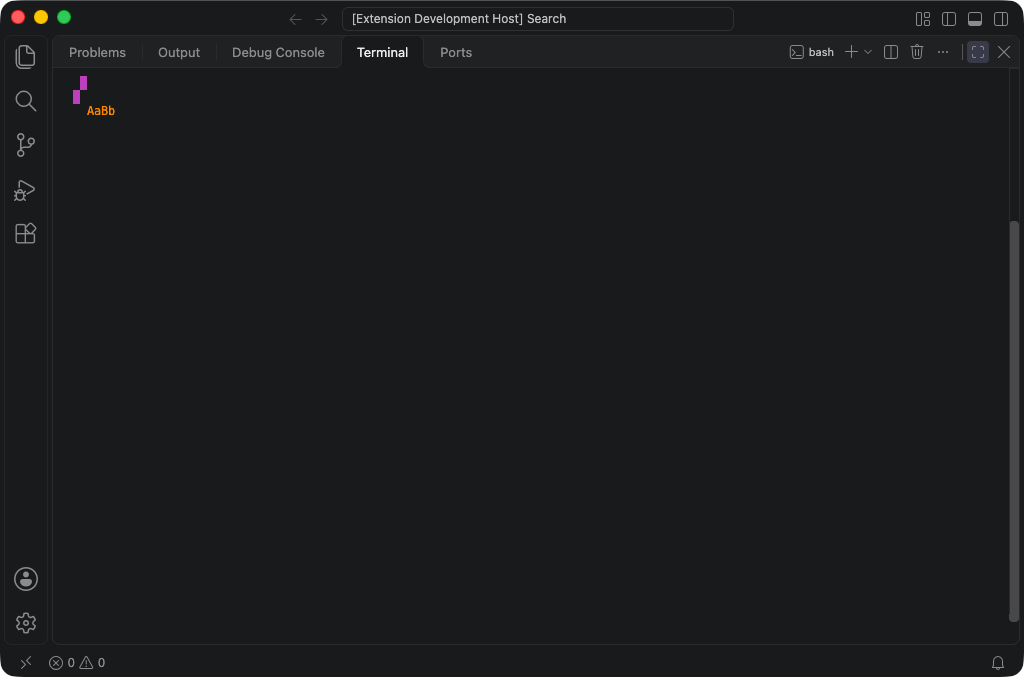 [Extension Development Host] Search
Problems Output Debug Console Terminal Ports bash
AaBb
0 0